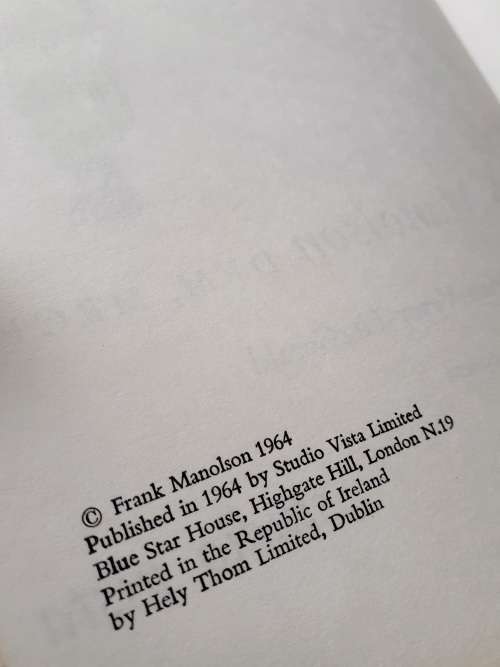 © Frank Manolson 1964
Published in 1964 by Studio Vista Limited
Blue Star House, Highgate Hill, London N.19
Printed in the Republic of Ireland
by Hely Thom Limited, Dublin